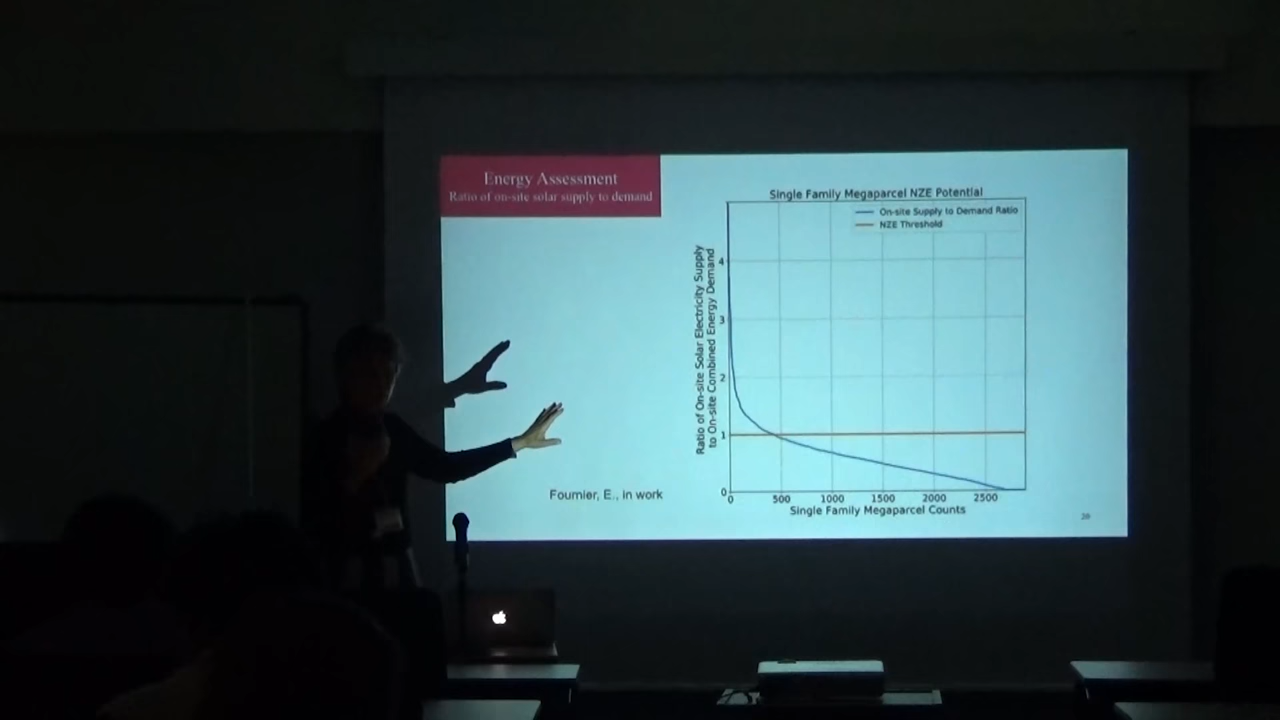 Energy Assessment
Ratio of on-site solar supply to demand
Single Family Megaparcel NZE Potential
On-site Supply to Demand Ratio
NZE Threshold
Ratio of On-site Solar Electricity Supply
to On-site Combined Energy Demand
4
3
2
1
0
0 500 1000 1500 2000 2500
Single Family Megaparcel Counts
Fournier, E., in work
20